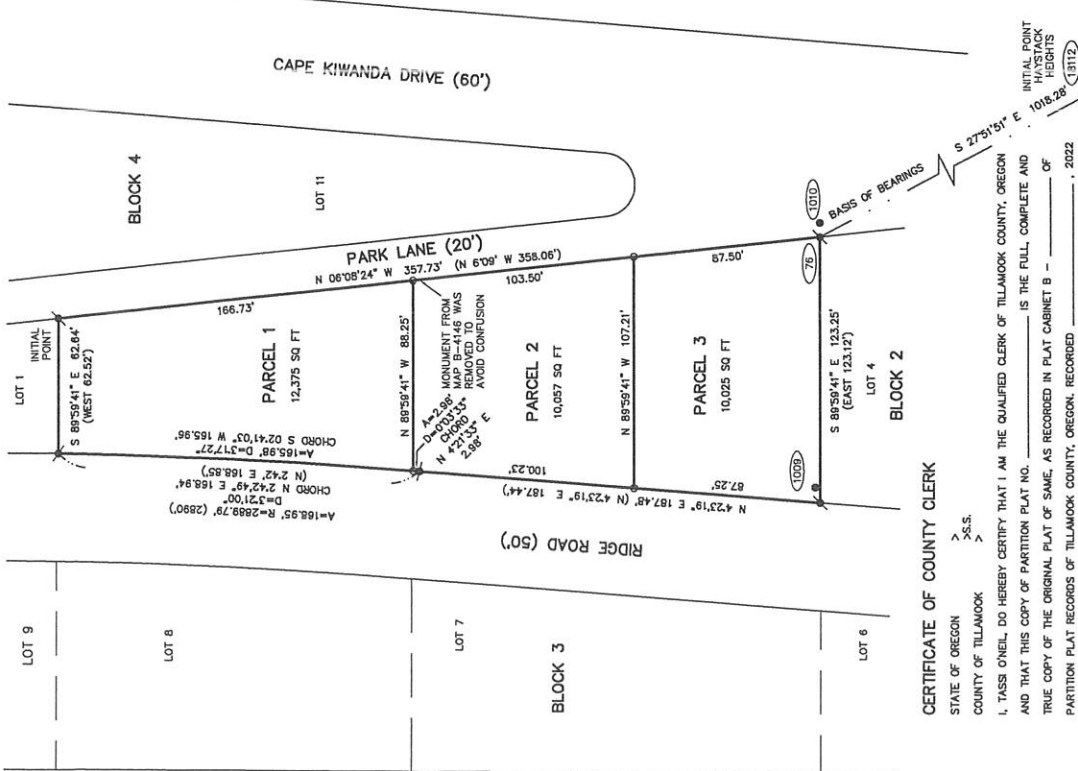 CAPE KIWANDA DRIVE (60')
BLOCK 4
LOT 11
LOT 1
INITIAL
POINT
PARK LANE (20')
N 06°08'24" W 357.73' (N 6°09' W 358.06')
166.73'
103.50'
87.50'
S 89°59'41" E 62.64'
(WEST 62.52')
PARCEL 1
12,375 SQ FT
A=165.98' D=3°17'27"
CHORD S 02°41'03" W 165.96'
A=168.95' R=2889.79' (2890')
D=3°21'00"
CHORD N 2°42'49" E 168.94'
(N 2°42' E 168.85')
N 89°59'41" W 88.25'
MONUMENT FROM
MAP B-4146 WAS
REMOVED TO
AVOID CONFUSION
A=2.98'
D=0°03'33"
CHORD
N 4°21'33" E
2.98'
PARCEL 2
10,057 SQ FT
100.23'
N 89°59'41" W 107.21'
PARCEL 3
10,025 SQ FT
87.25'
N 4°23'19" E 187.48' (N 4°23'19" E 187.44')
1009
76
1010
BASIS OF BEARINGS
S 27°51'51" E 1018.28'
INITIAL POINT
HAYSTACK
HEIGHTS
18112
S 89°59'41" E 123.25'
(EAST 123.12')
LOT 4
BLOCK 2
RIDGE ROAD (50')
LOT 9
LOT 8
LOT 7
BLOCK 3
LOT 6
CERTIFICATE OF COUNTY CLERK
STATE OF OREGON >
>S.S.
COUNTY OF TILLAMOOK >
I, TASSI O'NEIL, DO HEREBY CERTIFY THAT I AM THE QUALIFIED CLERK OF TILLAMOOK COUNTY, OREGON
AND THAT THIS COPY OF PARTITION PLAT NO. ____ IS THE FULL, COMPLETE AND
TRUE COPY OF THE ORIGINAL PLAT OF SAME, AS RECORDED IN PLAT CABINET B - ____ OF
PARTITION PLAT RECORDS OF TILLAMOOK COUNTY, OREGON. RECORDED ____, 2022